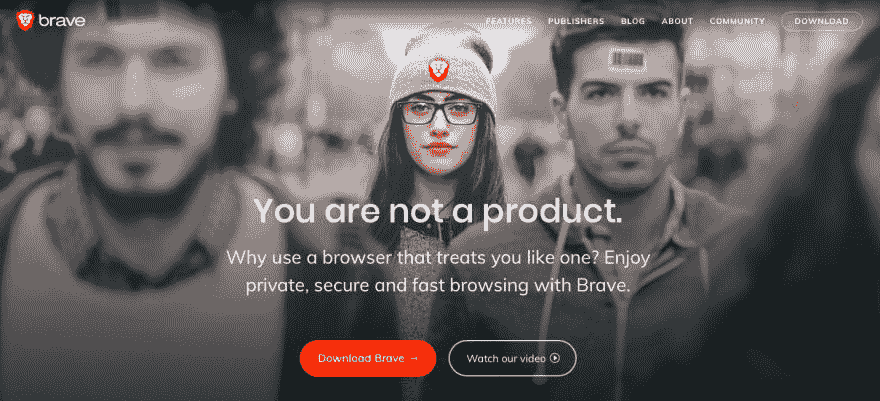 brave
FEATURES PUBLISHERS BLOG ABOUT COMMUNITY DOWNLOAD
You are not a product.
Why use a browser that treats you like one? Enjoy
private, secure and fast browsing with Brave.
Download Brave →
Watch our video